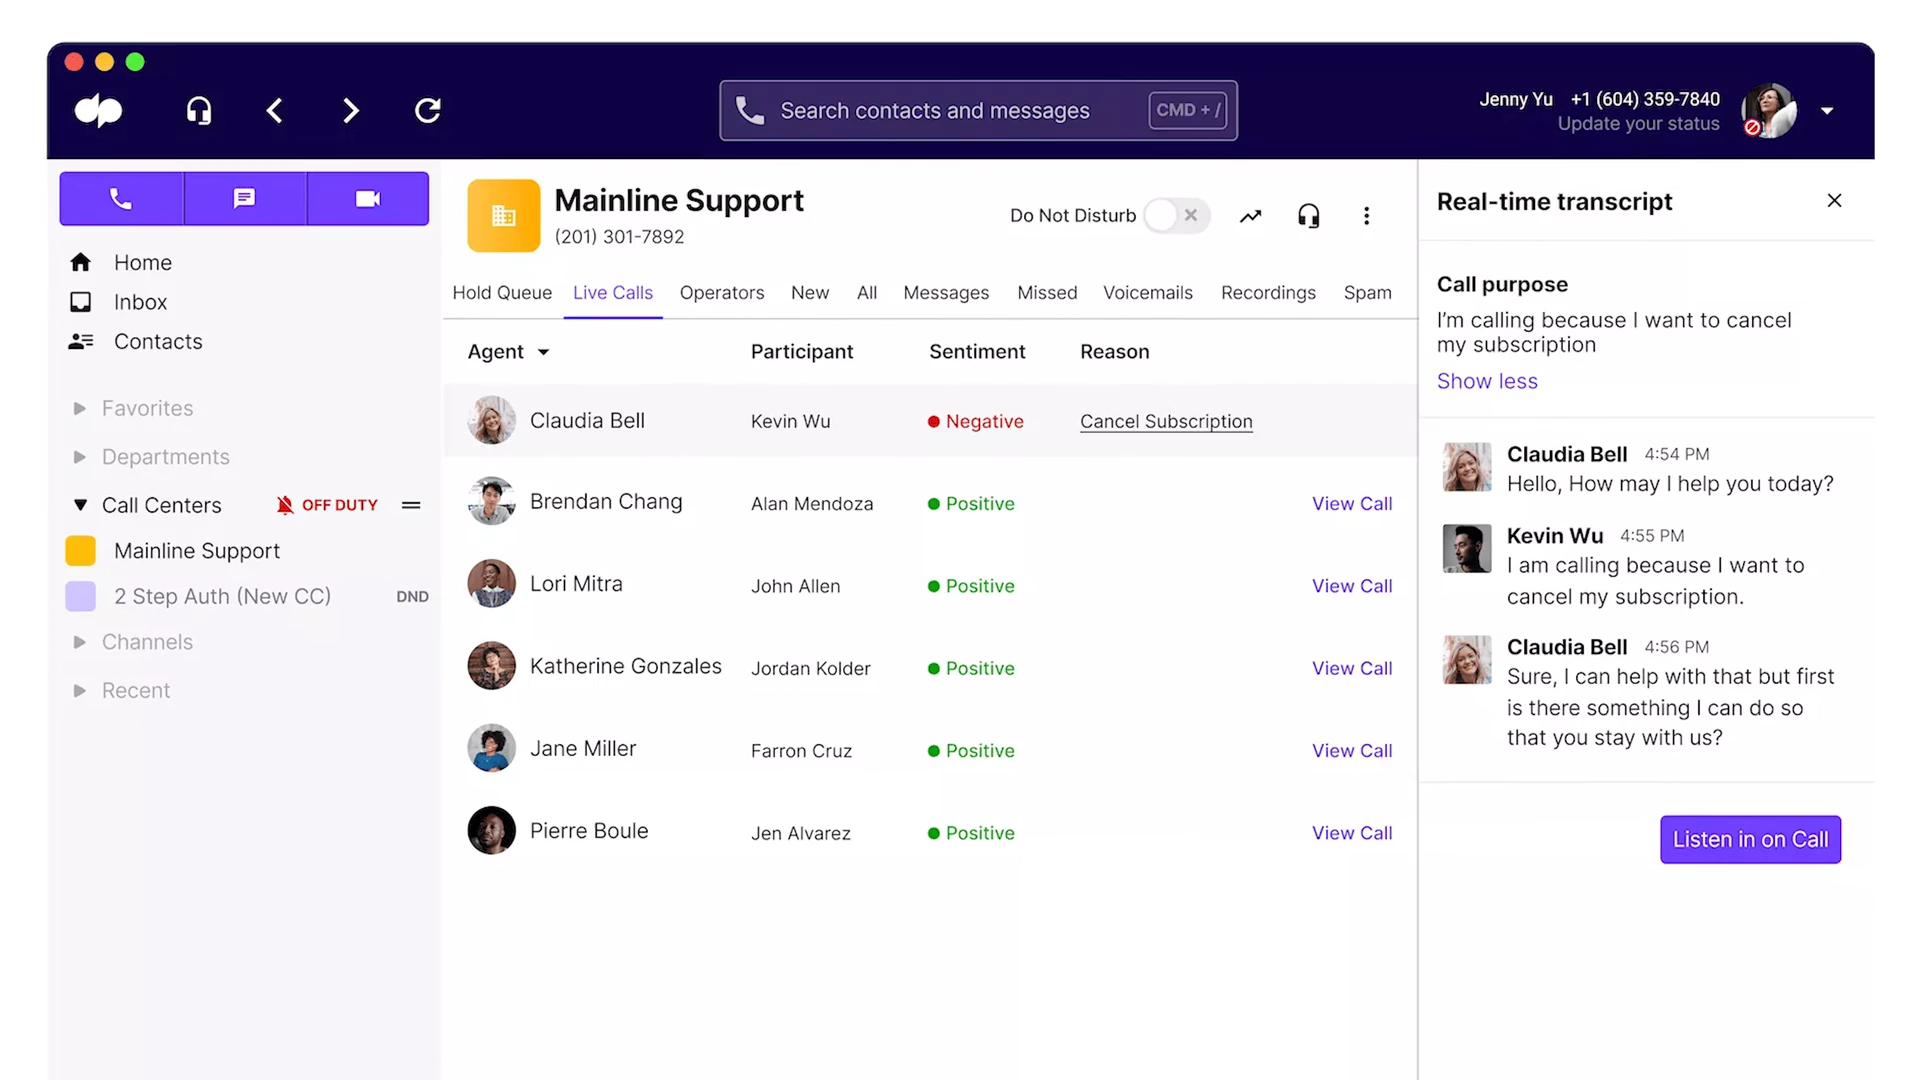 dp
Search contacts and messages CMD + /
Jenny Yu +1 (604) 359-7840
Update your status
Home
Inbox
Contacts
Favorites
Departments
Call Centers OFF DUTY
Mainline Support
2 Step Auth (New CC) DND
Channels
Recent
Mainline Support
(201) 301-7892
Do Not Disturb
Hold Queue Live Calls Operators New All Messages Missed Voicemails Recordings Spam
Agent Participant Sentiment Reason
Claudia Bell Kevin Wu Negative Cancel Subscription
Brendan Chang Alan Mendoza Positive View Call
Lori Mitra John Allen Positive View Call
Katherine Gonzales Jordan Kolder Positive View Call
Jane Miller Farron Cruz Positive View Call
Pierre Boule Jen Alvarez Positive View Call
Real-time transcript
Call purpose
I’m calling because I want to cancel
my subscription
Show less
Claudia Bell 4:54 PM
Hello, How may I help you today?
Kevin Wu 4:55 PM
I am calling because I want to
cancel my subscription.
Claudia Bell 4:56 PM
Sure, I can help with that but first
is there something I can do so
that you stay with us?
Listen in on Call